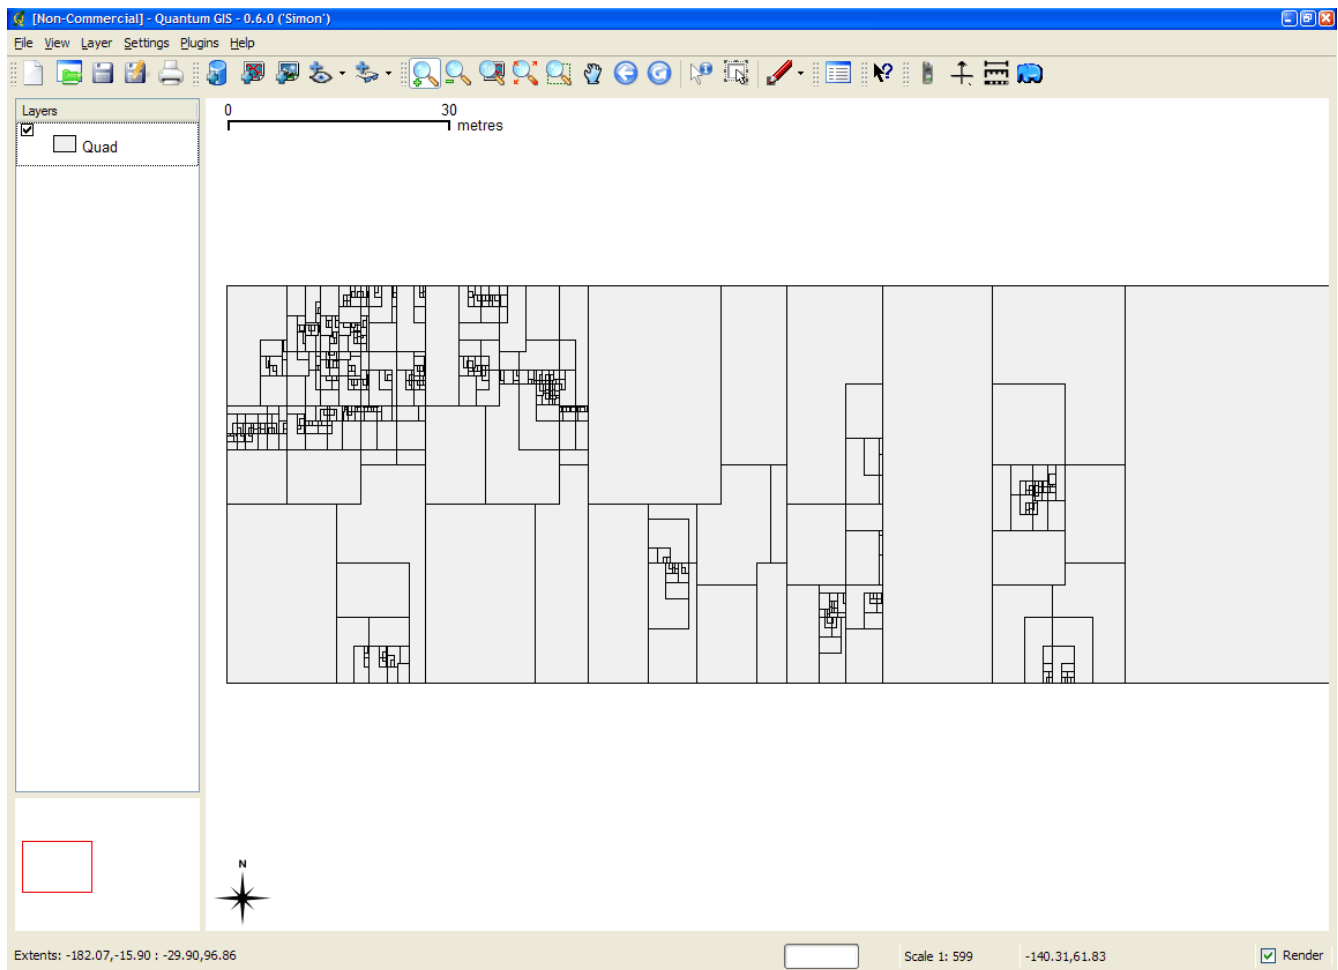 [Non-Commercial] - Quantum GIS - 0.6.0 ('Simon')
File View Layer Settings Plugins Help
Layers
Quad
0 30
metres
N
Extents: -182.07,-15.90 : -29.90,96.86
Scale 1: 599
-140.31,61.83
Render